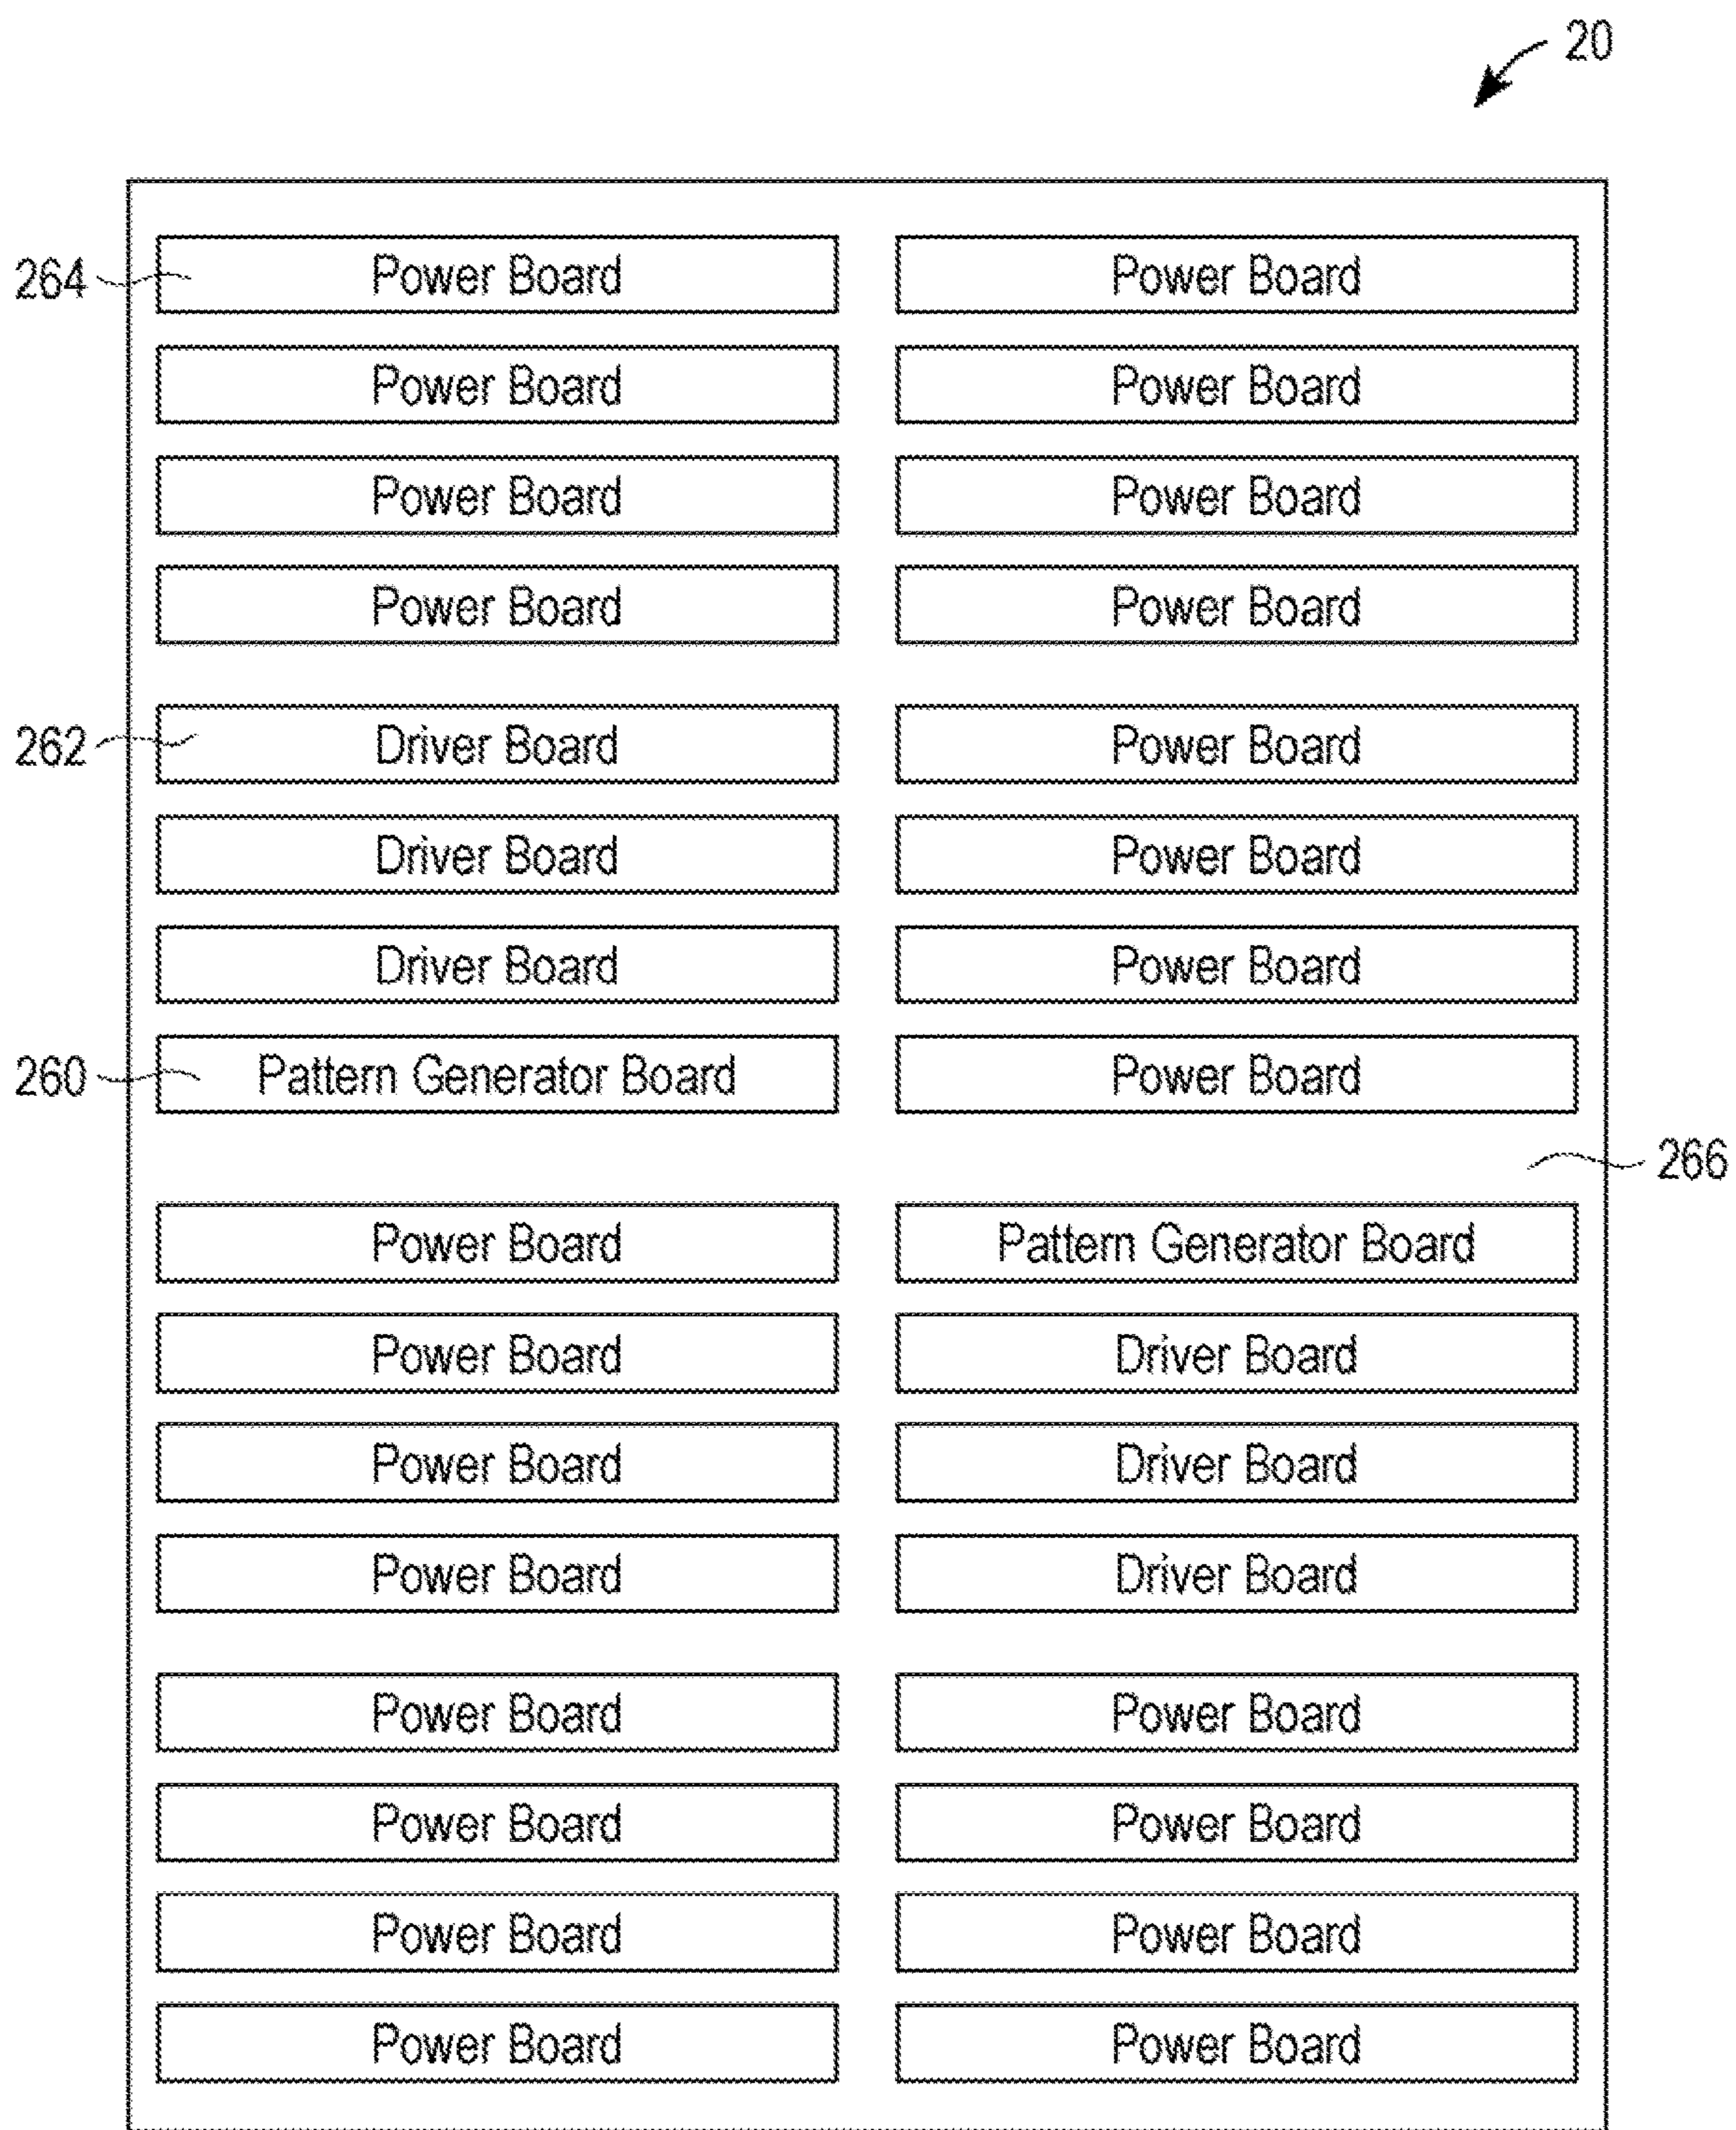 20
264 Power Board Power Board
Power Board Power Board
Power Board Power Board
Power Board Power Board
262 Driver Board Power Board
Driver Board Power Board
Driver Board Power Board
260 Pattern Generator Board Power Board
266
Power Board Pattern Generator Board
Power Board Driver Board
Power Board Driver Board
Power Board Driver Board
Power Board Power Board
Power Board Power Board
Power Board Power Board
Power Board Power Board